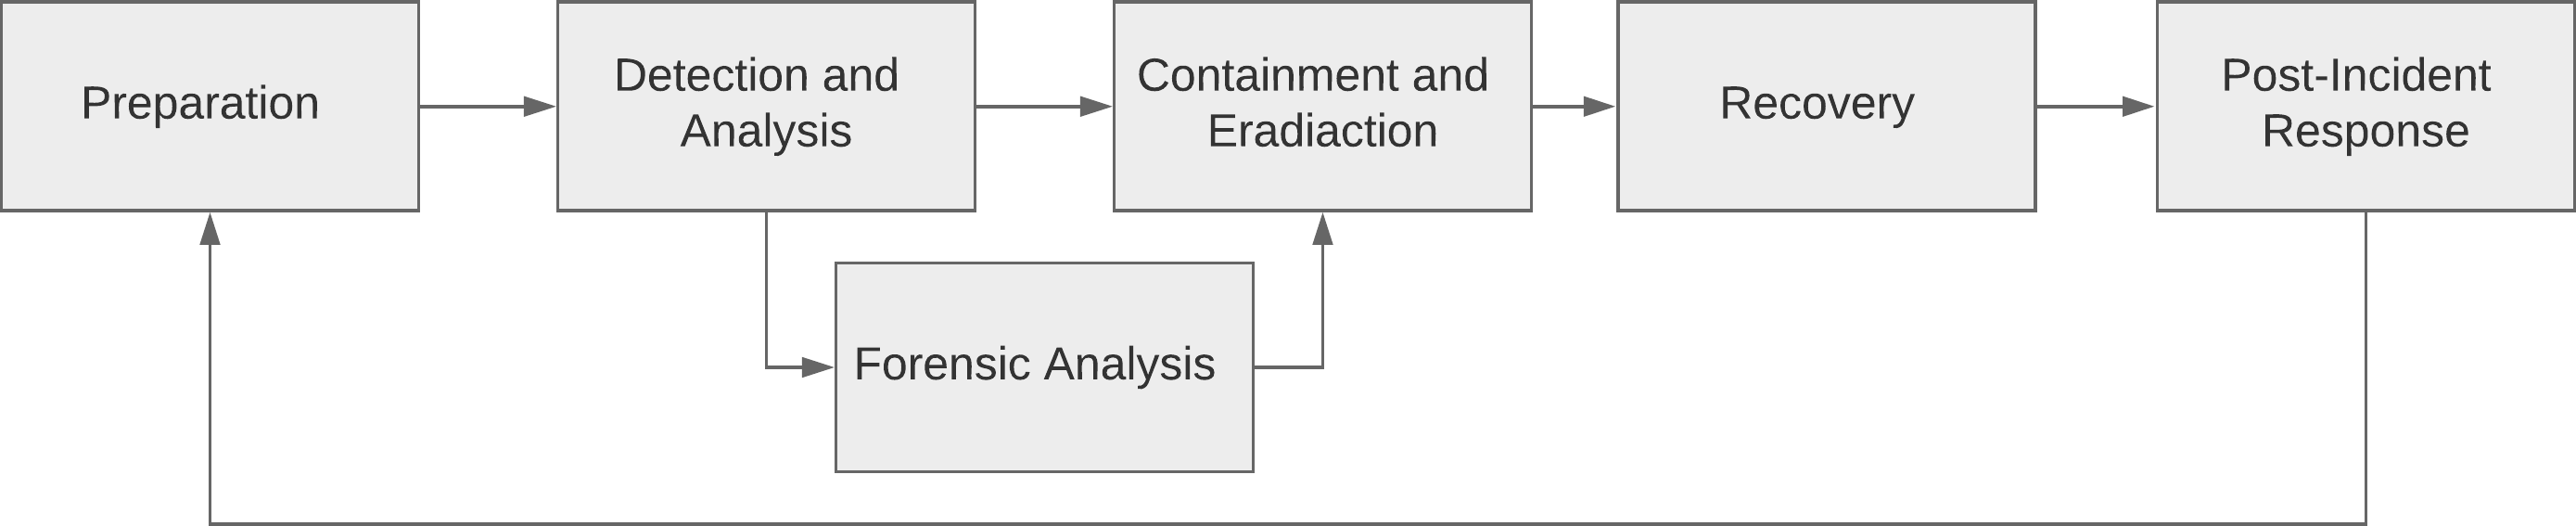 Preparation
Detection and
Analysis
Containment and
Eradiaction
Recovery
Post-Incident
Response
Forensic Analysis